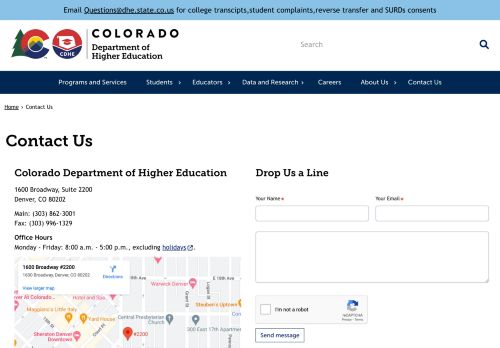 Email Questions@dhe.state.co.us for college transcipts,student complaints,reverse transfer and SURDs consents
COLORADO
Department of
Higher Education
CDHE
Search
Programs and Services Students Educators Data and Research Careers About Us Contact Us
Home › Contact Us
Contact Us
Colorado Department of Higher Education
1600 Broadway, Suite 2200
Denver, CO 80202
Main: (303) 862-3001
Fax: (303) 996-1329
Office Hours
Monday - Friday: 8:00 a.m. - 5:00 p.m., excluding holidays.
1600 Broadway #2200
1600 Broadway, Denver, CO 80202
Directions
View larger map
E 19th Ave
E 18th Ave
Warwick Denver
Logan St
Grant St
er At Colorado...
Hotel and Spa
Steuben's Uptown
Maggiano's Little Italy
Yard House
Central Presbyterian
Church
300 East 17th Apartments
Sheraton Denver
Downtown
#2200
Drop Us a Line
Your Name * Your Email *
I'm not a robot
reCAPTCHA
Privacy - Terms
Send message